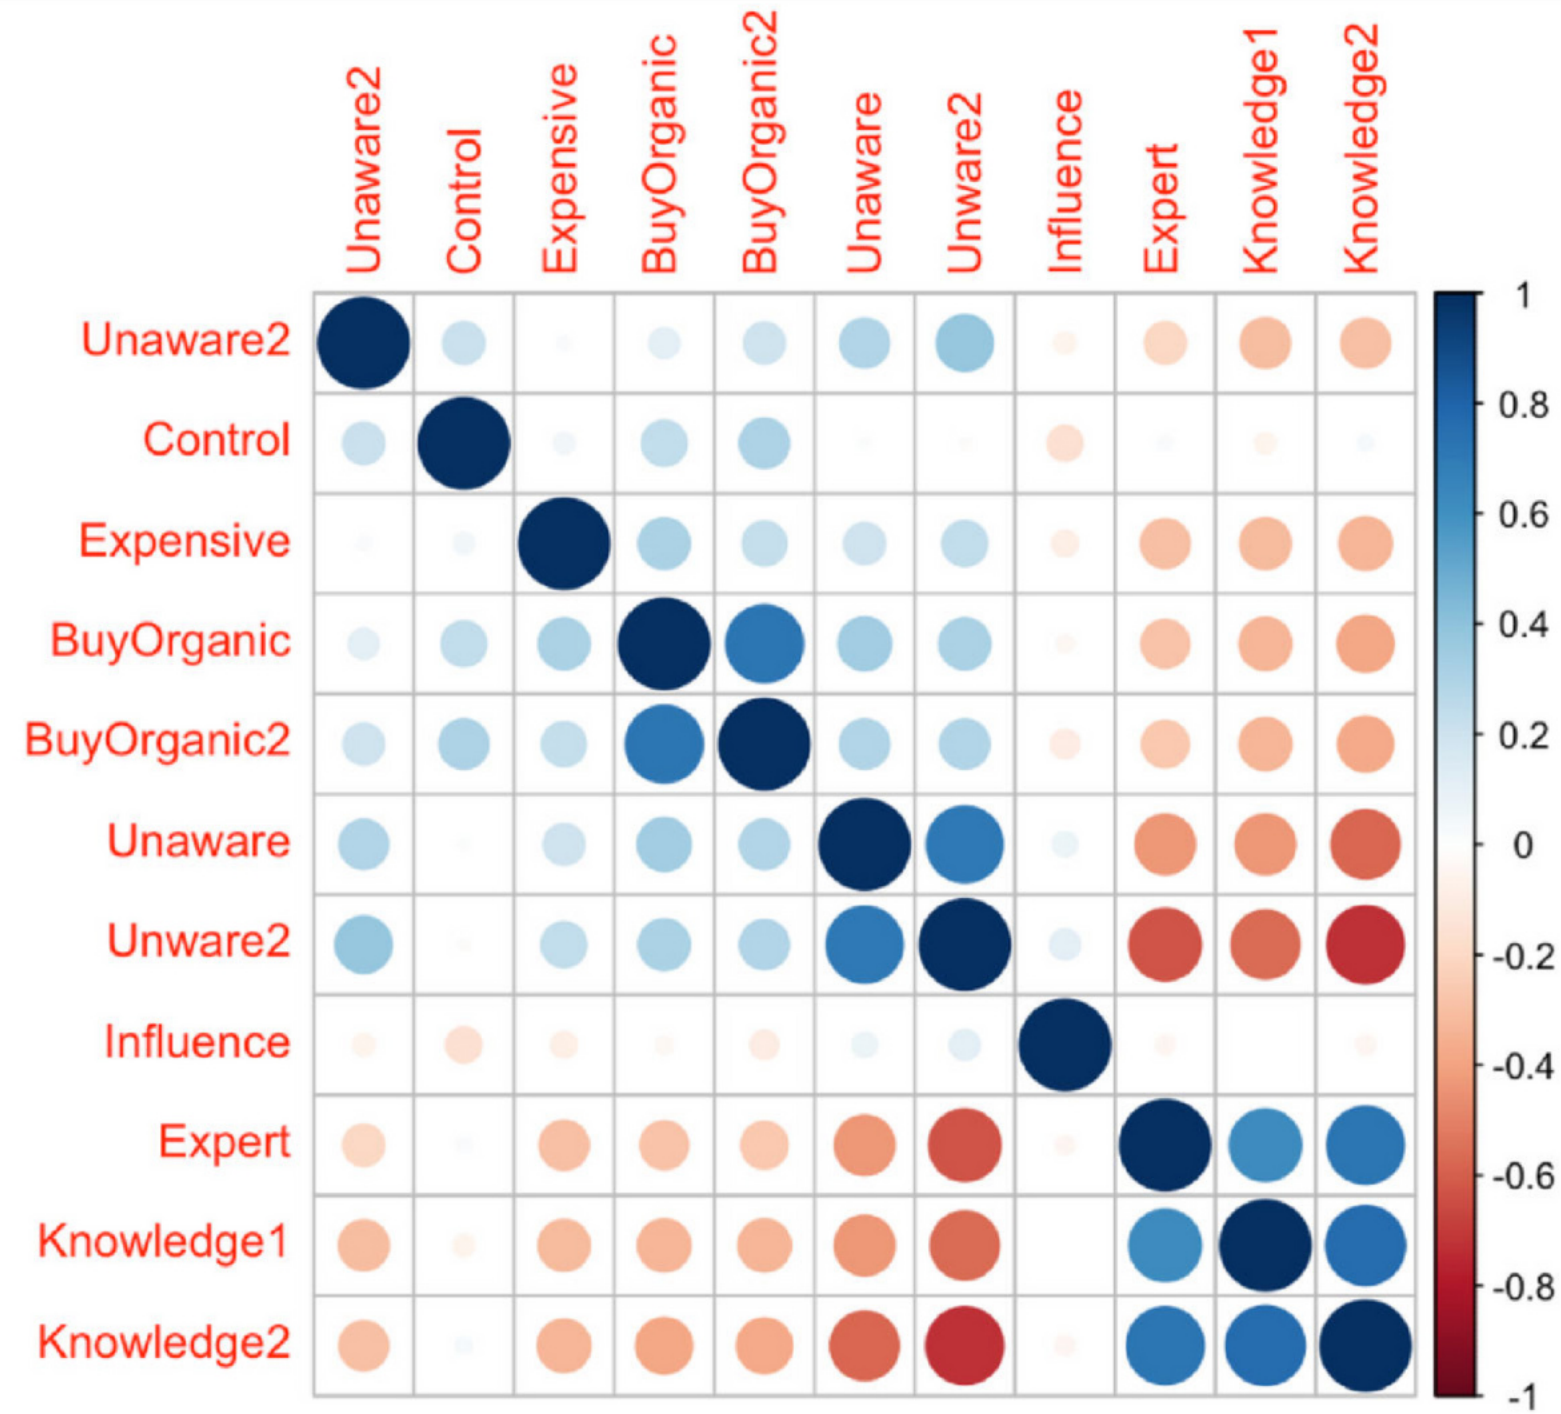 Unaware2
Control
Expensive
BuyOrganic
BuyOrganic2
Unaware
Unware2
Influence
Expert
Knowledge1
Knowledge2
Unaware2
Control
Expensive
BuyOrganic
BuyOrganic2
Unaware
Unware2
Influence
Expert
Knowledge1
Knowledge2
1
0.8
0.6
0.4
0.2
0
-0.2
-0.4
-0.6
-0.8
-1